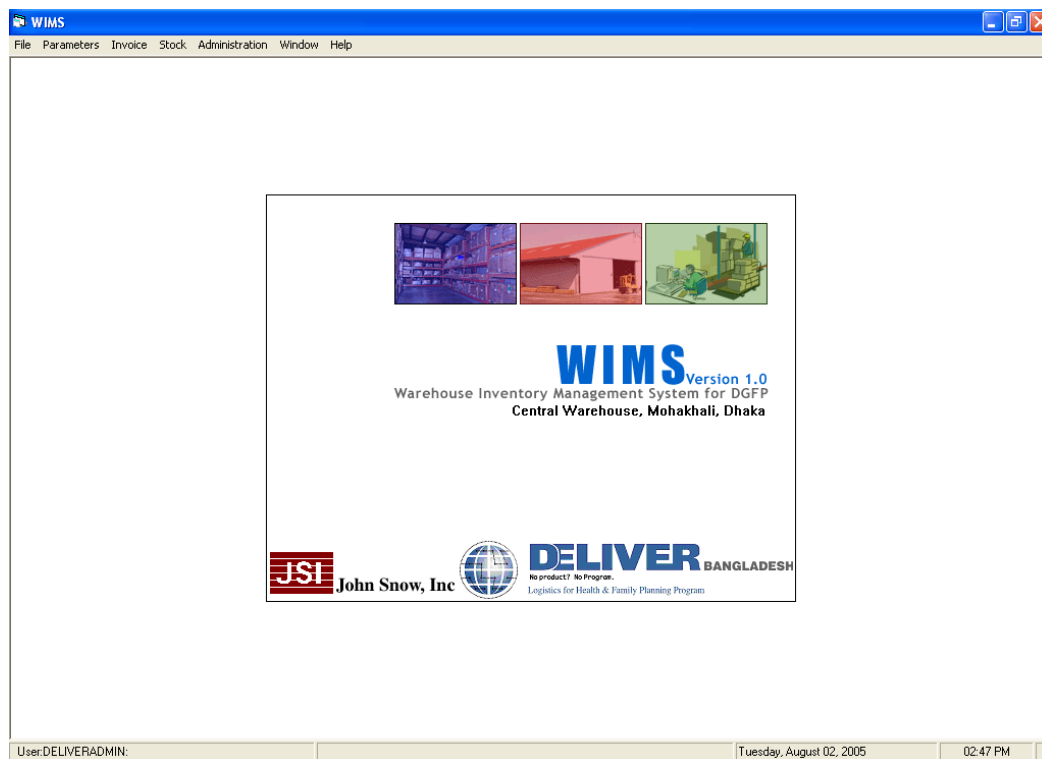 WIMS
File Parameters Invoice Stock Administration Window Help
WIMS Version 1.0
Warehouse Inventory Management System for DGFP
Central Warehouse, Mohakhali, Dhaka
JSI John Snow, Inc
DELIVER BANGLADESH
No product? No Program.
Logistics for Health & Family Planning Program
User:DELIVERADMIN: Tuesday, August 02, 2005 02:47 PM